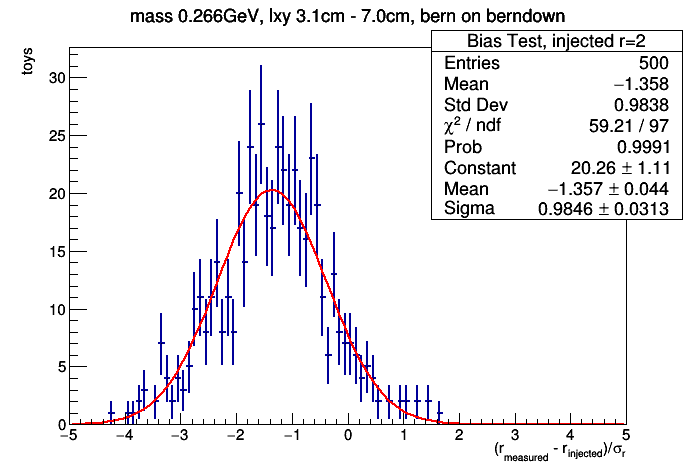 mass 0.266GeV, lxy 3.1cm - 7.0cm, bern on berndown
toys
Bias Test, injected r=2
Entries 500
Mean −1.358
Std Dev 0.9838
χ² / ndf 59.21 / 97
Prob 0.9991
Constant 20.26 ± 1.11
Mean −1.357 ± 0.044
Sigma 0.9846 ± 0.0313
30
25
20
15
10
5
0
−5 −4 −3 −2 −1 0 1 2 3 4 5
(r_measured - r_injected)/σ_r